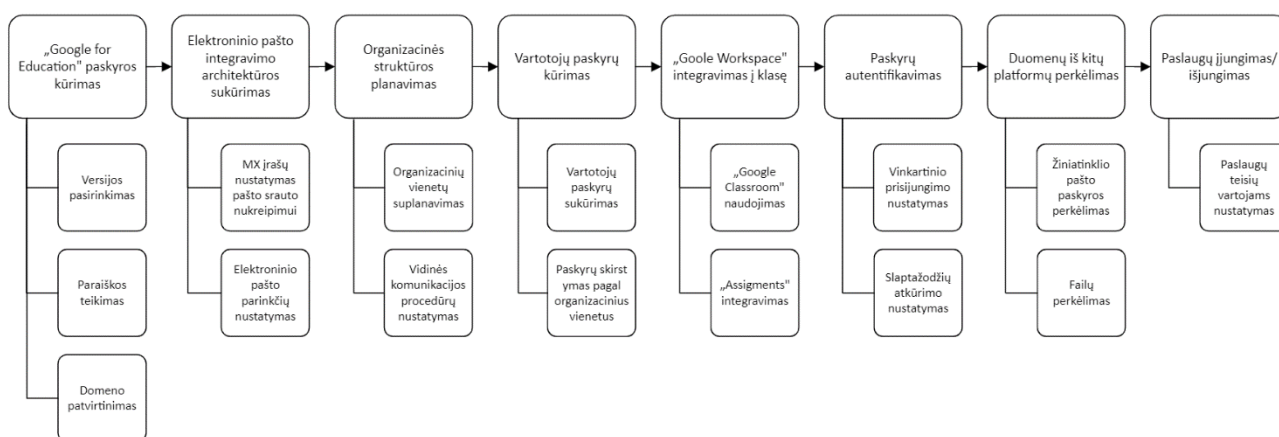 „Google for
Education" paskyros
kūrimas
Elektroninio pašto
integravimo
architektūros
sukūrimas
Organizacinės
struktūros
planavimas
Vartotojų paskyrų
kūrimas
„Goole Workspace"
integravimas į klasę
Paskyrų
autentifikavimas
Duomenų iš kitų
platformų perkėlimas
Paslaugų įjungimas/
išjungimas
Versijos
pasirinkimas
Paraiškos
teikimas
Domeno
patvirtinimas
MX įrašų
nustatymas
pašto srauto
nukreipimui
Elektroninio
pašto
parinkčių
nustatymas
Organizacinių
vienetų
suplanavimas
Vidinės
komunikacijos
procedūrų
nustatymas
Vartotojų
paskyrų
sukūrimas
Paskyrų skirst
ymas pagal
organizacinius
vienetus
„Google
Classroom"
naudojimas
„Assigments"
integravimas
Vinkartinio
prisijungimo
nustatymas
Slaptažodžių
atkūrimo
nustatymas
Žiniatinklio
pašto
paskyros
perkėlimas
Failų
perkėlimas
Paslaugų
teisių
vartojams
nustatymas